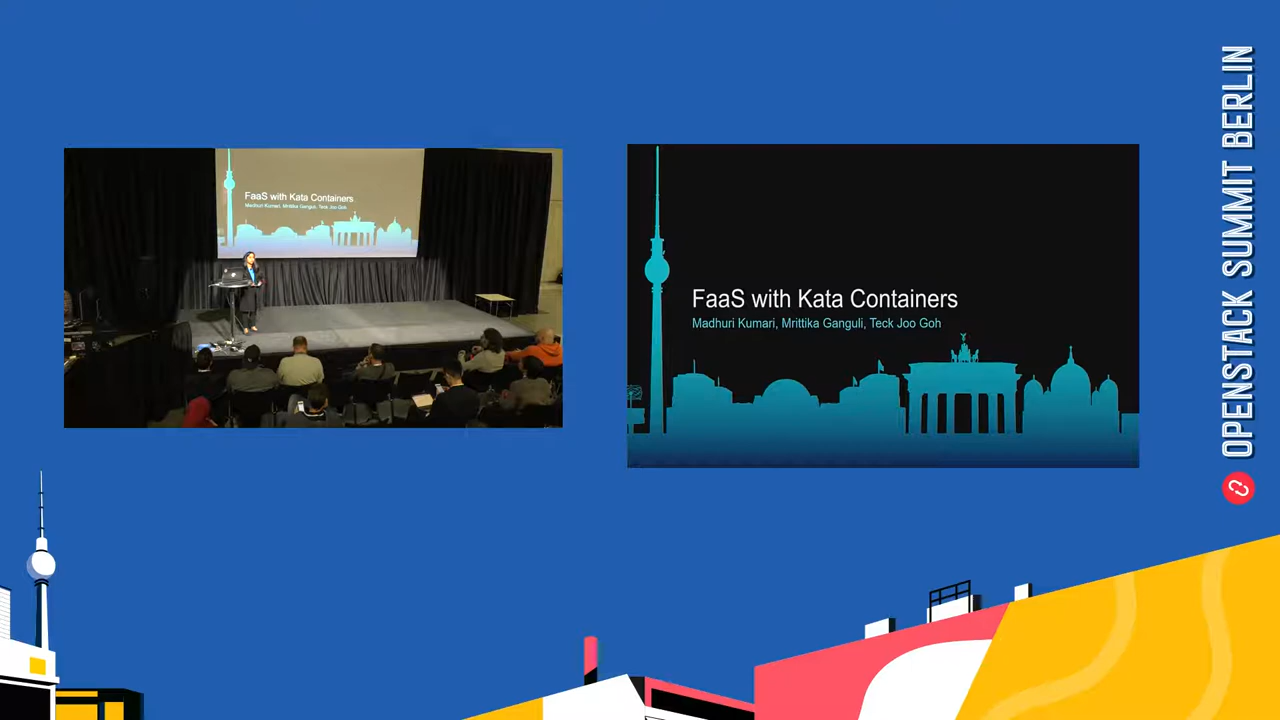 FaaS with Kata Containers
Madhuri Kumari, Mrittika Ganguli, Teck Joo Goh
FaaS with Kata Containers
Madhuri Kumari, Mrittika Ganguli, Teck Joo Goh
OPENSTACK SUMMIT BERLIN